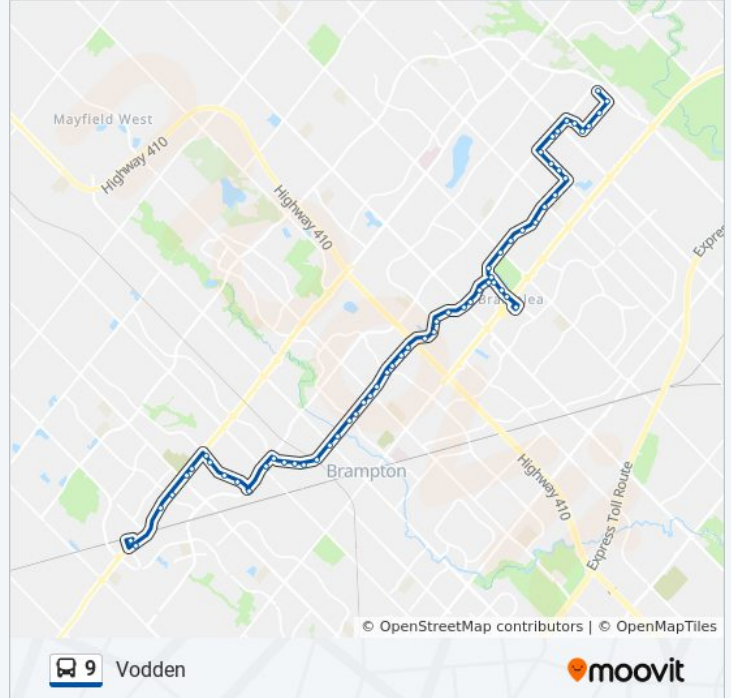 Mayfield West
Highway 410
Highway 410
Bramalea
Brampton
Highway 410
Express Toll Route
© OpenStreetMap contributors | © OpenMapTiles
9 Vodden
moovit